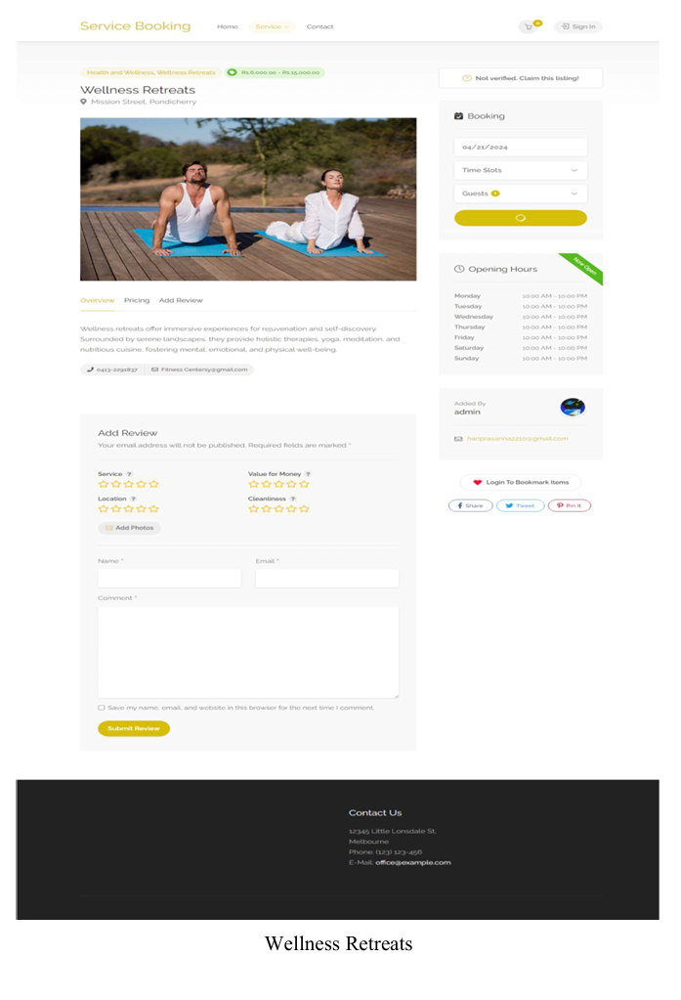 Service Booking
Home
Service
Contact
0
Sign In
Health and Wellness, Wellness Retreats
Rs.6,000.00 - Rs.15,000.00
Wellness Retreats
Mission Street, Pondicherry
Overview
Pricing
Add Review
Wellness retreats offer immersive experiences for rejuvenation and self-discovery.
Surrounded by serene landscapes, they provide holistic therapies, yoga, meditation, and
nutritious cuisine, fostering mental, emotional, and physical well-being.
0413-2291837
Fitness Centersy@gmail.com
Add Review
Your email address will not be published. Required fields are marked *
Service ?
Value for Money ?
Location ?
Cleanliness ?
Add Photos
Name *
Email *
Comment *
Save my name, email, and website in this browser for the next time I comment.
Submit Review
Not verified. Claim this listing!
Booking
04/21/2024
Time Slots
Guests 1
Now Open
Opening Hours
Monday 10:00 AM - 10:00 PM
Tuesday 10:00 AM - 10:00 PM
Wednesday 10:00 AM - 10:00 PM
Thursday 10:00 AM - 10:00 PM
Friday 10:00 AM - 10:00 PM
Saturday 10:00 AM - 10:00 PM
Sunday 10:00 AM - 10:00 PM
Added By
admin
hariprasanna2210@gmail.com
Login To Bookmark Items
Share
Tweet
Pin It
Contact Us
12345 Little Lonsdale St,
Melbourne
Phone: (123) 123-456
E-Mail: office@example.com
Wellness Retreats